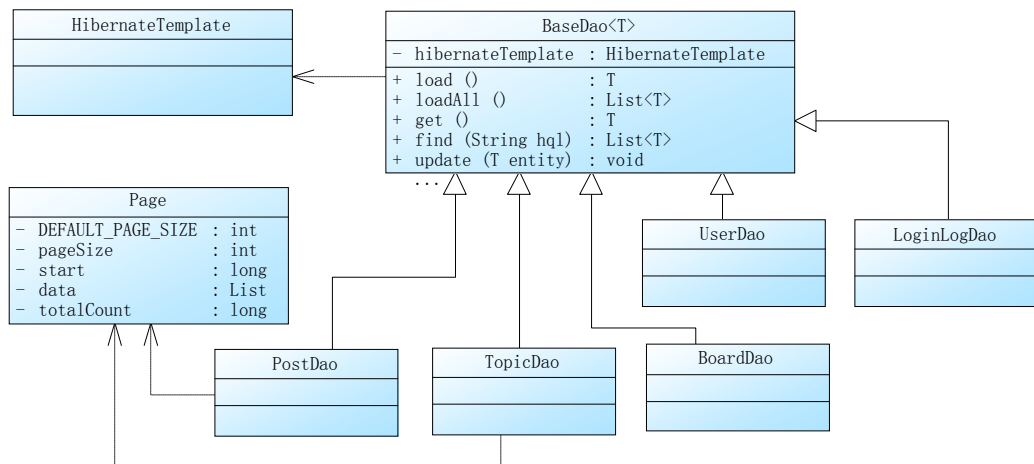 HibernateTemplate
BaseDao<T>
- hibernateTemplate : HibernateTemplate
+ load () : T
+ loadAll () : List<T>
+ get () : T
+ find (String hql) : List<T>
+ update (T entity) : void
...
Page
- DEFAULT_PAGE_SIZE : int
- pageSize : int
- start : long
- data : List
- totalCount : long
UserDao
LoginLogDao
PostDao
TopicDao
BoardDao